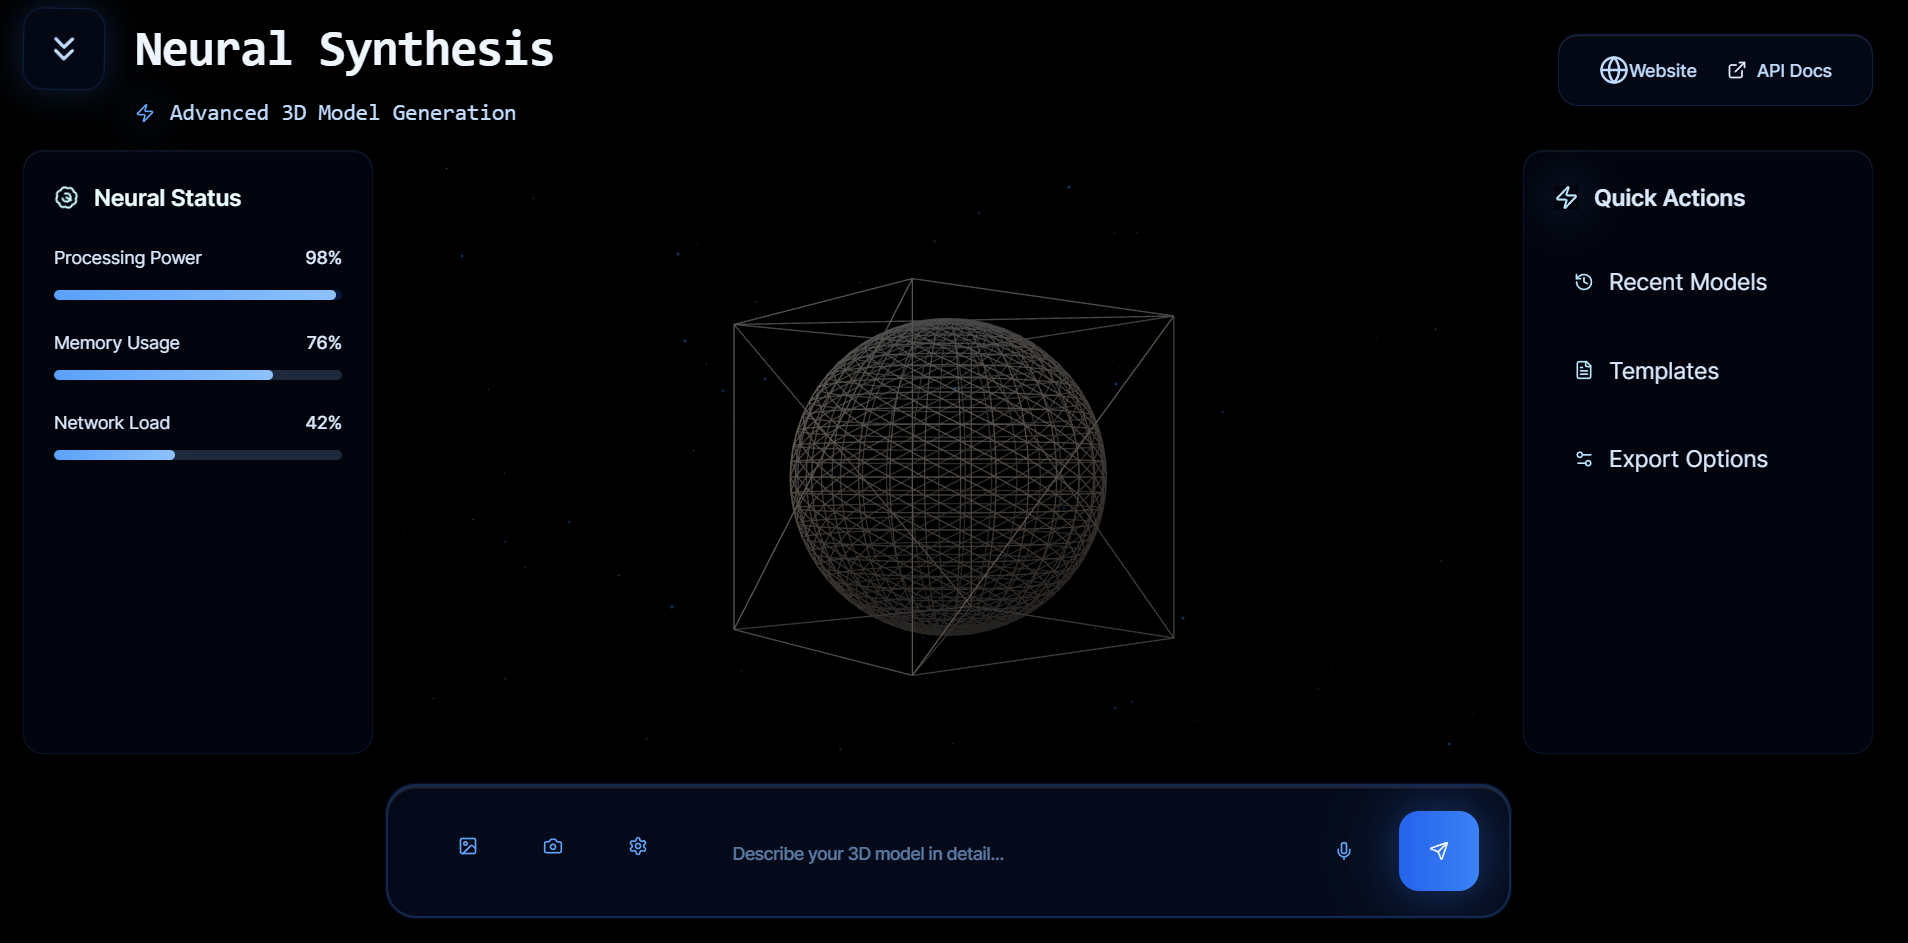 Neural Synthesis
Advanced 3D Model Generation
Website
API Docs
Neural Status
Processing Power 98%
Memory Usage 76%
Network Load 42%
Quick Actions
Recent Models
Templates
Export Options
Describe your 3D model in detail...